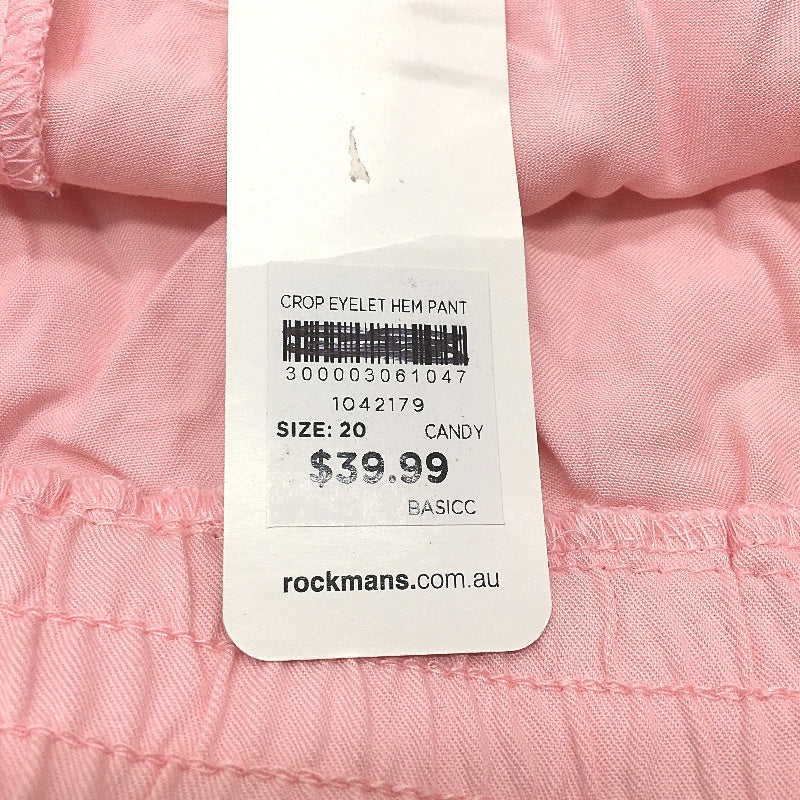 CROP EYELET HEM PANT
300003061047
1042179
SIZE: 20 CANDY
$39.99
BASICC
rockmans.com.au